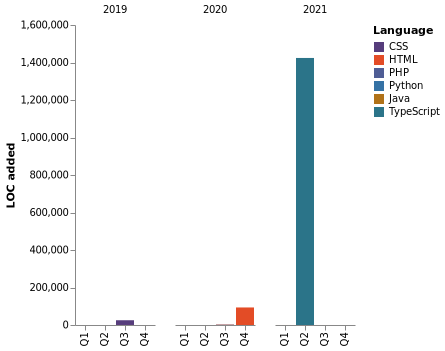 2019 2020 2021
LOC added
1,600,000
1,400,000
1,200,000
1,000,000
800,000
600,000
400,000
200,000
0
Q1 Q2 Q3 Q4 Q1 Q2 Q3 Q4 Q1 Q2 Q3 Q4
Language
CSS
HTML
PHP
Python
Java
TypeScript